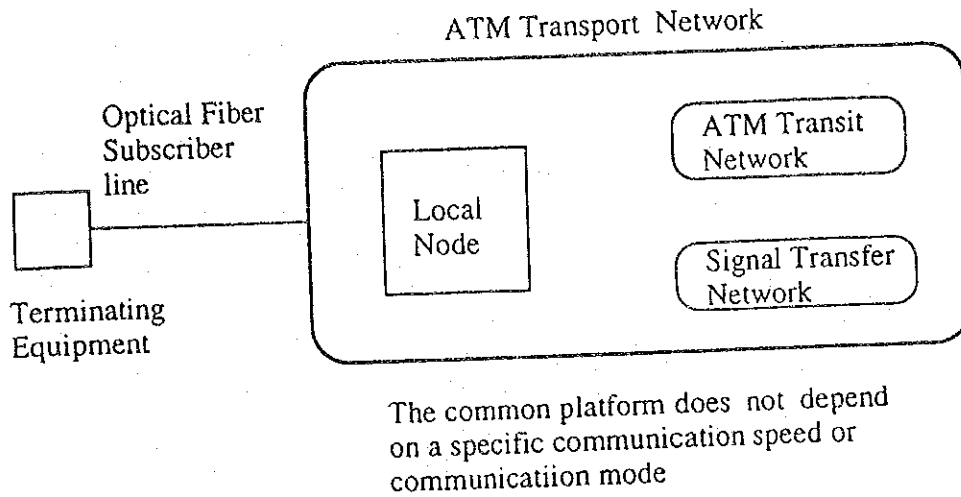 ATM Transport Network
Optical Fiber
Subscriber
line
ATM Transit
Network
Local
Node
Signal Transfer
Network
Terminating
Equipment
The common platform does not depend
on a specific communication speed or
communicatiion mode